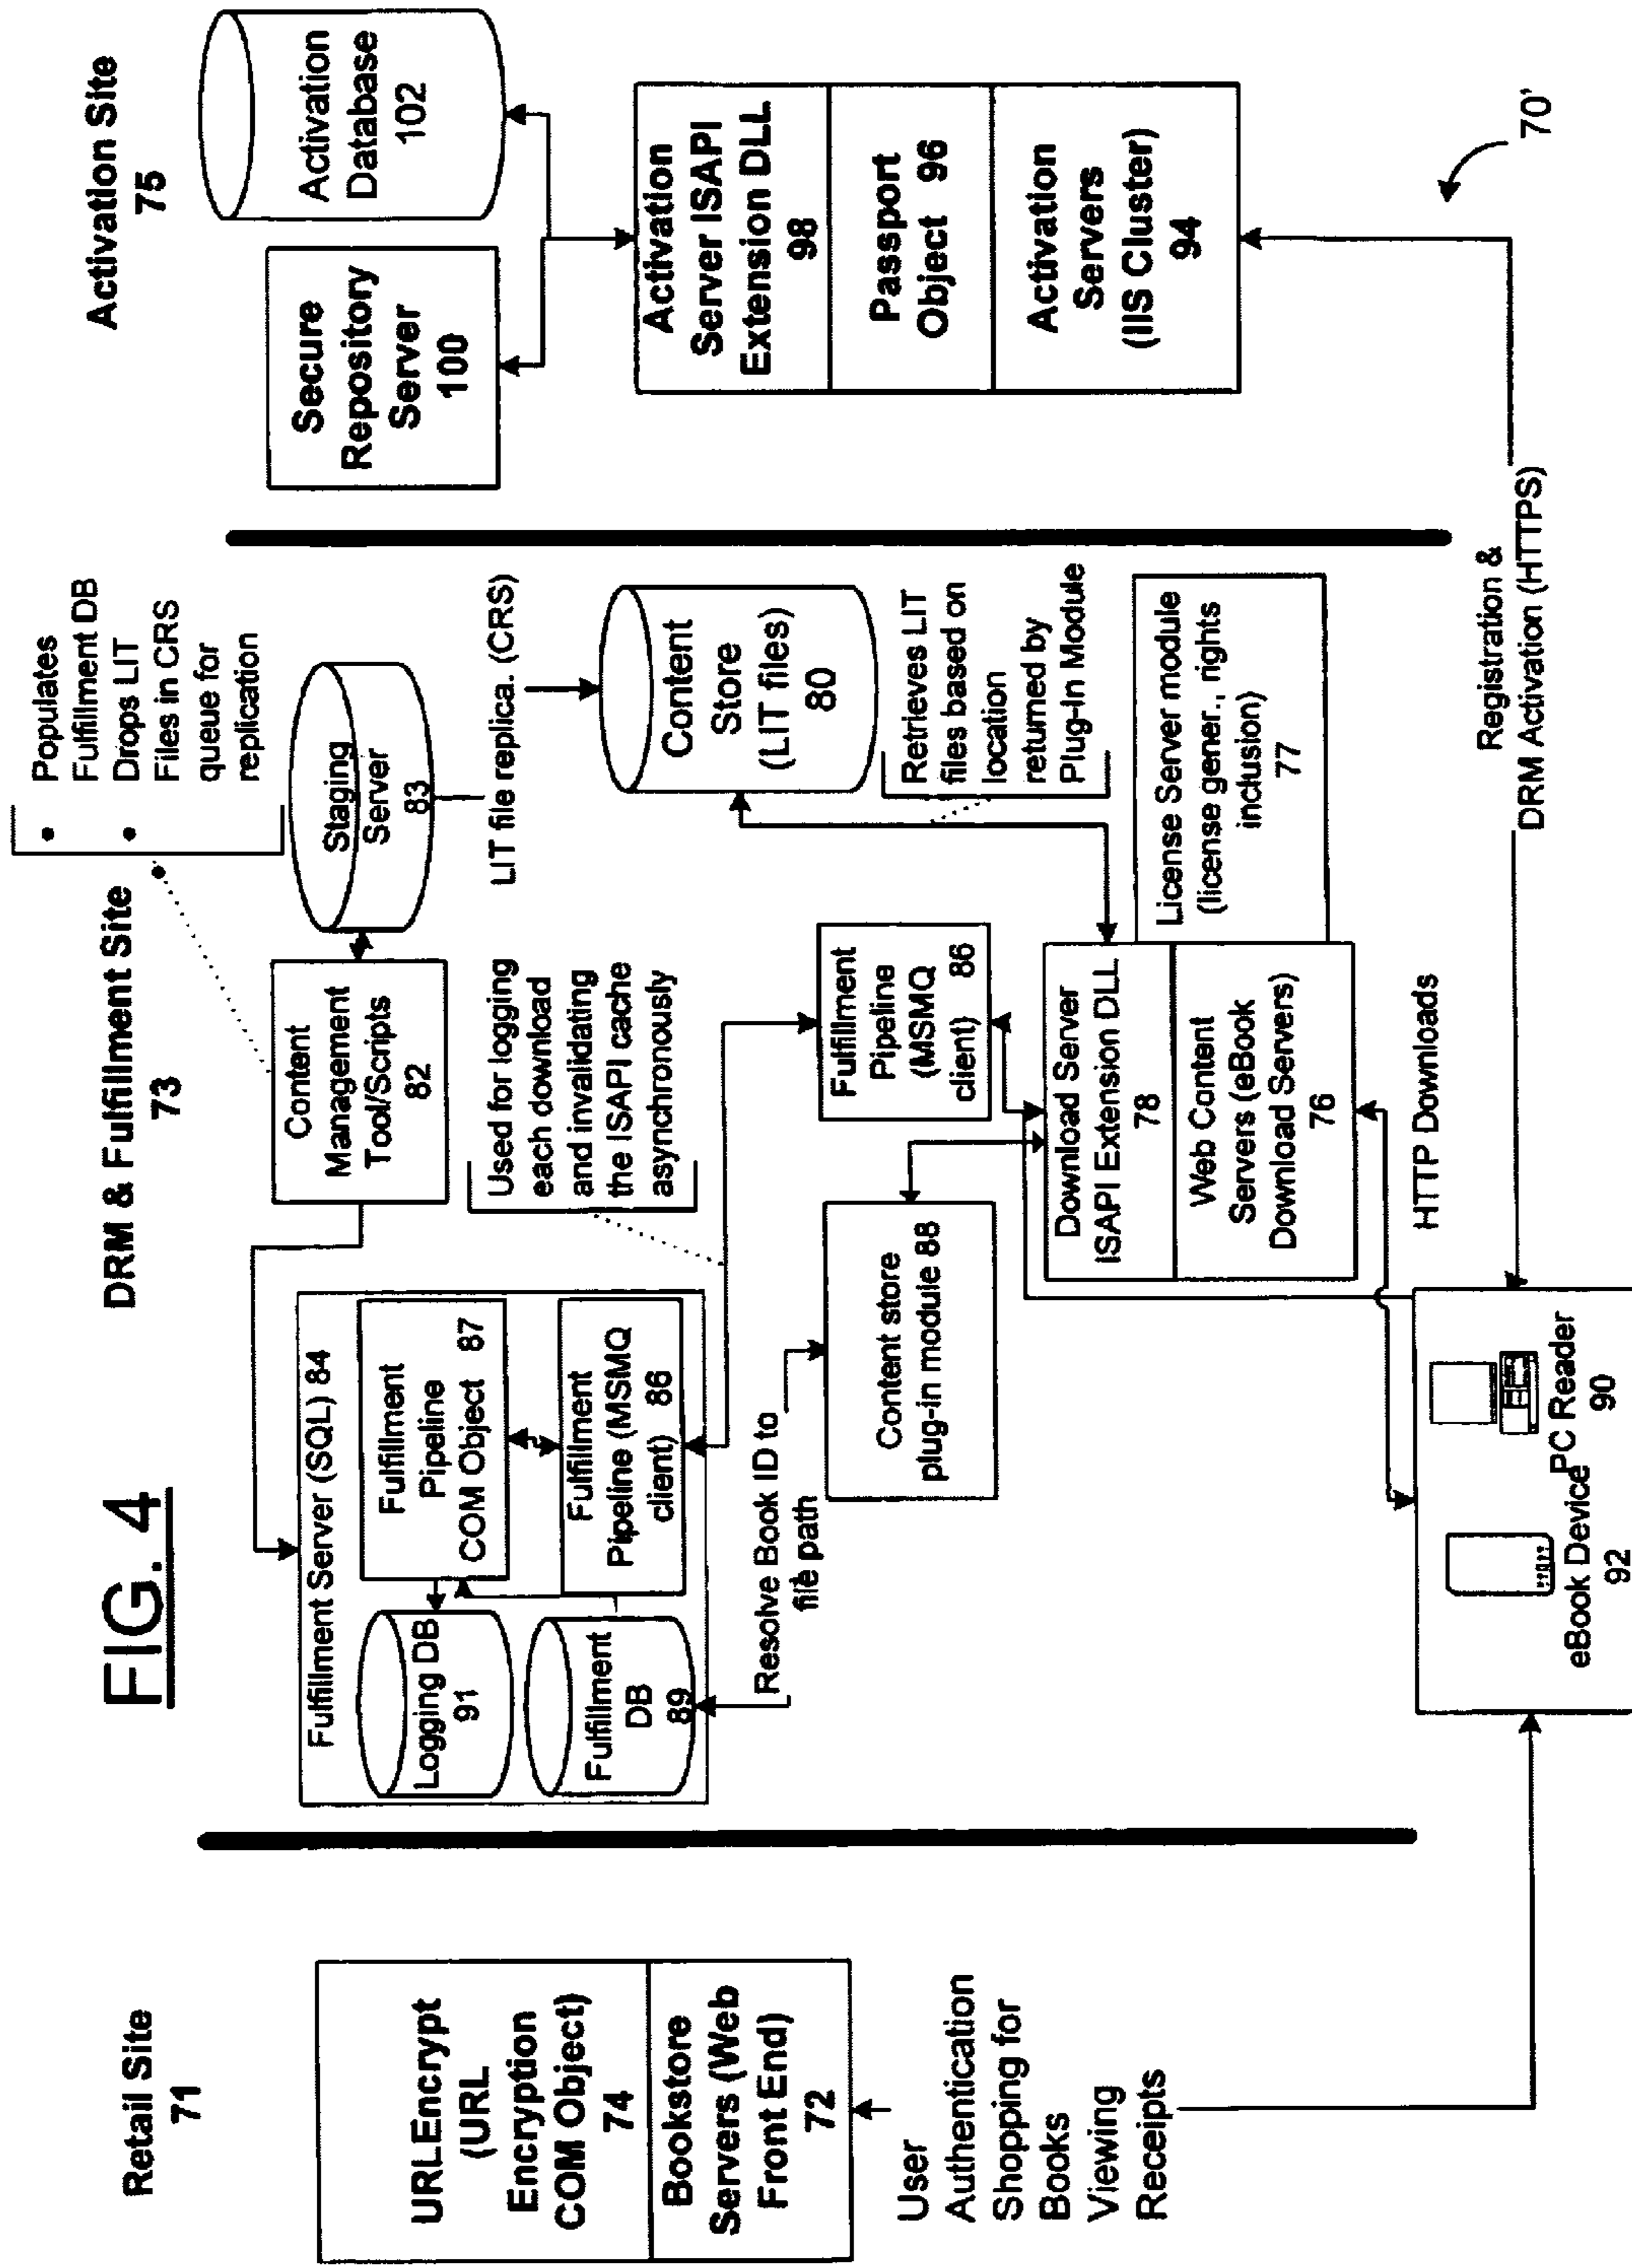 FIG. 4
Retail Site
71
URLEncrypt
(URL
Encryption
COM Object)
74
Bookstore
Servers (Web
Front End)
72
User
Authentication
Shopping for
Books
Viewing
Receipts
DRM & Fulfillment Site
73
Fulfillment Server (SQL) 84
Logging DB
91
Fulfillment
DB
89
Fulfillment
Pipeline
COM Object 87
Fulfillment
Pipeline (MSMQ
client) 86
Content
Management
Tool/Scripts
82
• Populates
Fulfillment DB
• Drops LIT
Files in CRS
queue for
replication
Staging
Server
83
LIT file replica. (CRS)
Used for logging
each download
and invalidating
the ISAPI cache
asynchronously
Content
Store
(LIT files)
80
Retrieves LIT
files based on
location
returned by
Plug-In Module
Resolve Book ID to
file path
Content store
plug-in module 88
Fulfillment
Pipeline
(MSMQ
client) 86
Download Server
ISAPI Extension DLL
78
Web Content
Servers (eBook
Download Servers)
76
License Server module
(license gener., rights
inclusion)
77
HTTP Downloads
PC Reader
90
eBook Device
92
Activation Site
75
Secure
Repository
Server
100
Activation
Database
102
Activation
Server ISAPI
Extension DLL
98
Passport
Object 96
Activation
Servers
(IIS Cluster)
94
Registration &
DRM Activation (HTTPS)
70'